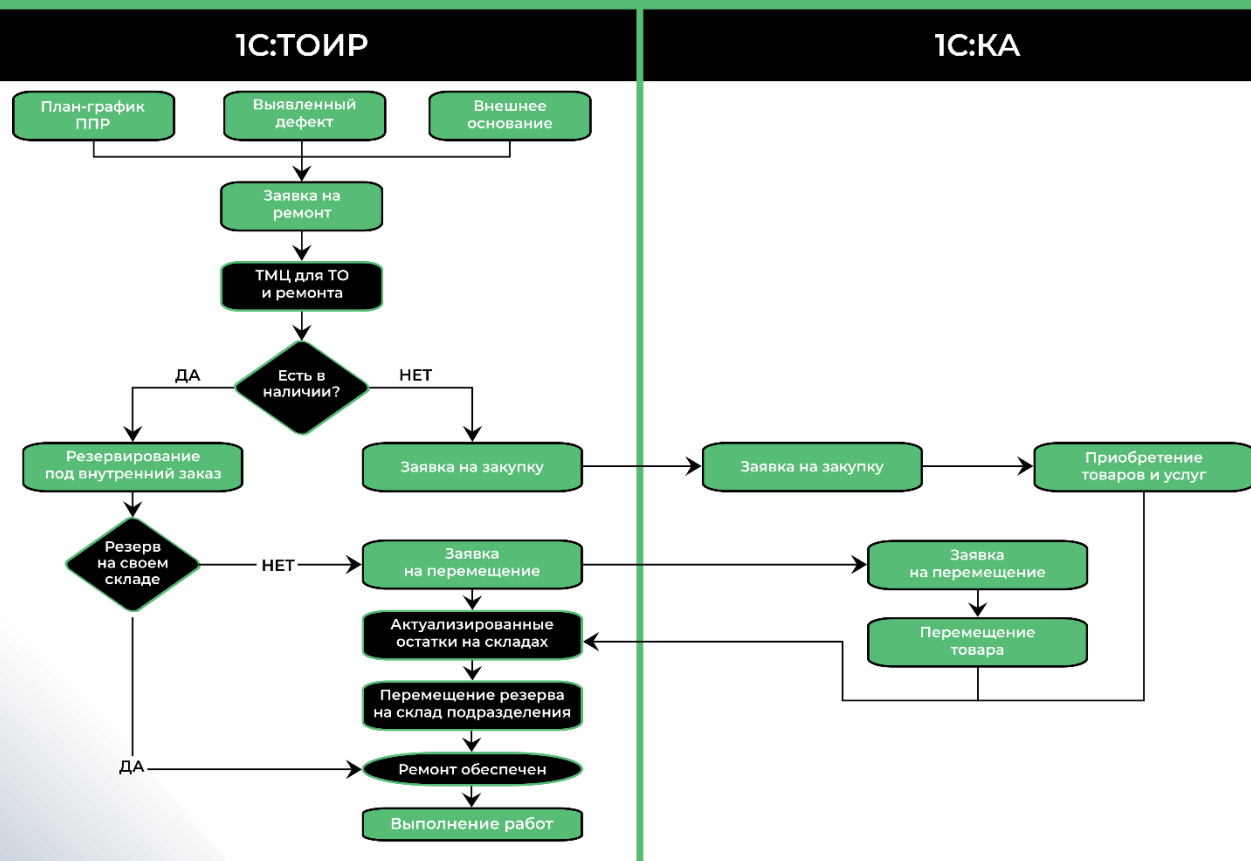 1С:ТОИР
1С:КА
План-график
ППР
Выявленный
дефект
Внешнее
основание
Заявка на
ремонт
ТМЦ для ТО
и ремонта
Есть в
наличии?
ДА
НЕТ
Резервирование
под внутренний заказ
Заявка на закупку
Заявка на закупку
Приобретение
товаров и услуг
Резерв
на своем
складе
НЕТ
Заявка
на перемещение
Заявка
на перемещение
Актуализированные
остатки на складах
Перемещение
товара
Перемещение резерва
на склад подразделения
ДА
Ремонт обеспечен
Выполнение работ